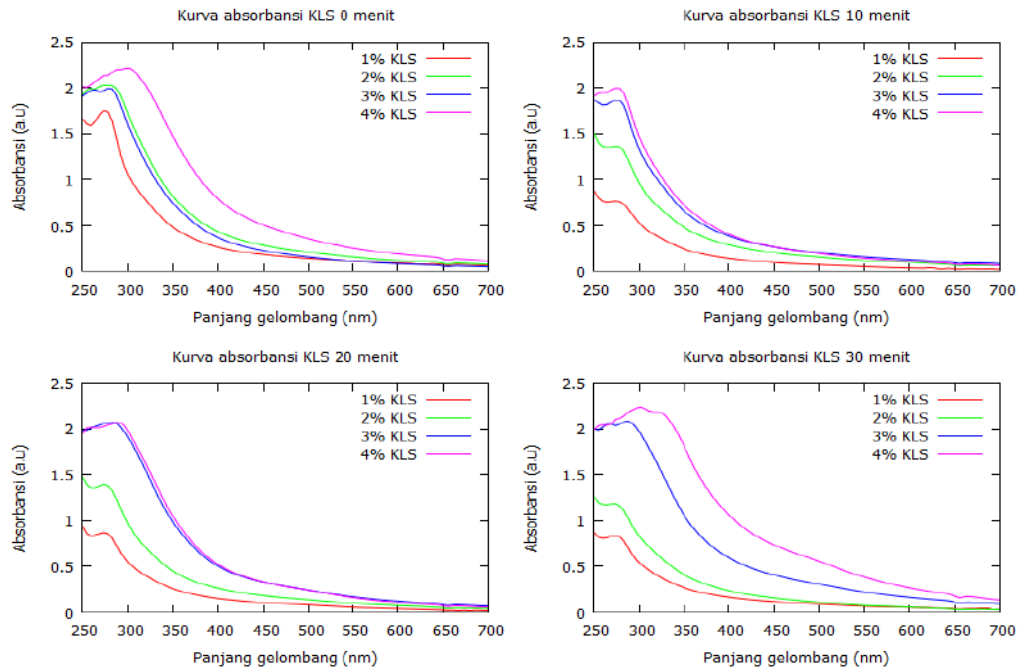 Kurva absorbansi KLS 0 menit
2.5
2
1.5
1
0.5
0
250 300 350 400 450 500 550 600 650 700
Absorbansi (a.u)
Panjang gelombang (nm)
1% KLS
2% KLS
3% KLS
4% KLS
Kurva absorbansi KLS 10 menit
2.5
2
1.5
1
0.5
0
250 300 350 400 450 500 550 600 650 700
Absorbansi (a.u)
Panjang gelombang (nm)
1% KLS
2% KLS
3% KLS
4% KLS
Kurva absorbansi KLS 20 menit
2.5
2
1.5
1
0.5
0
250 300 350 400 450 500 550 600 650 700
Absorbansi (a.u)
Panjang gelombang (nm)
1% KLS
2% KLS
3% KLS
4% KLS
Kurva absorbansi KLS 30 menit
2.5
2
1.5
1
0.5
0
250 300 350 400 450 500 550 600 650 700
Absorbansi (a.u)
Panjang gelombang (nm)
1% KLS
2% KLS
3% KLS
4% KLS